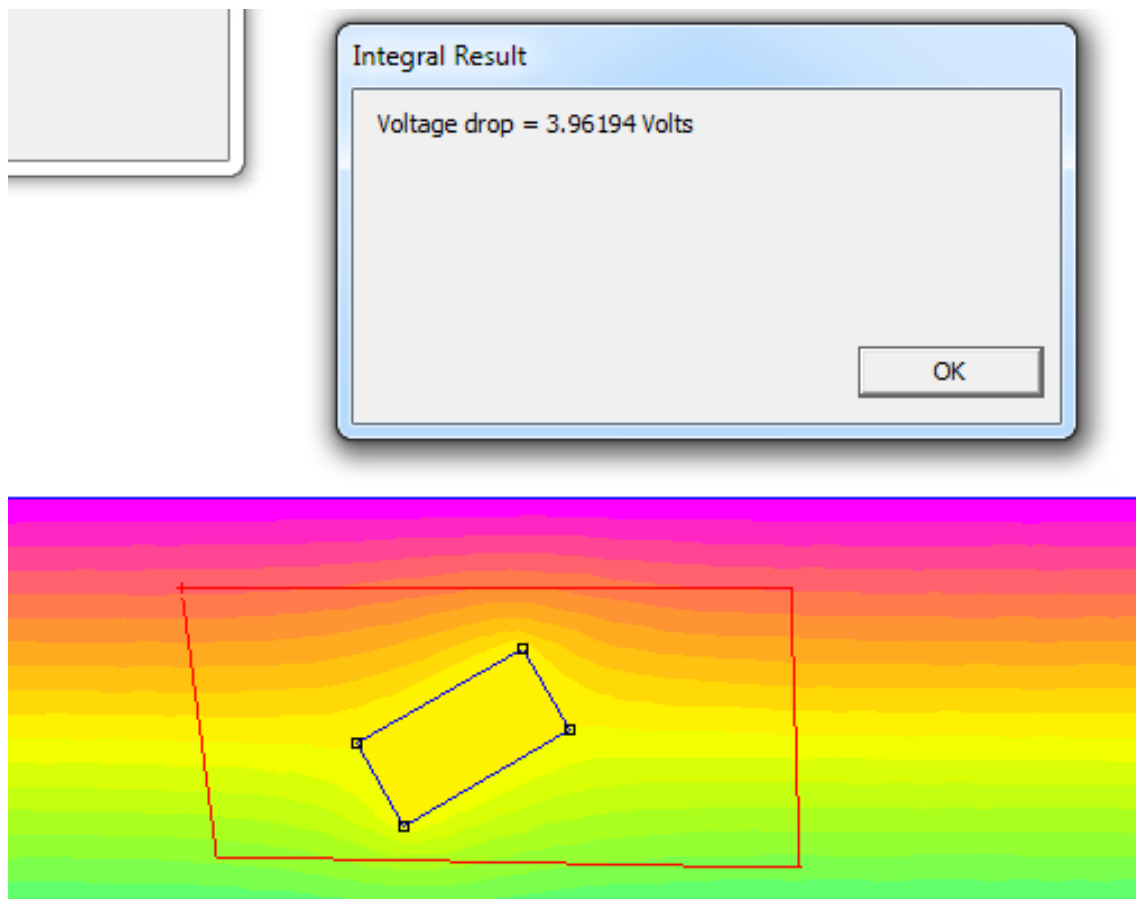 Integral Result
Voltage drop = 3.96194 Volts
OK